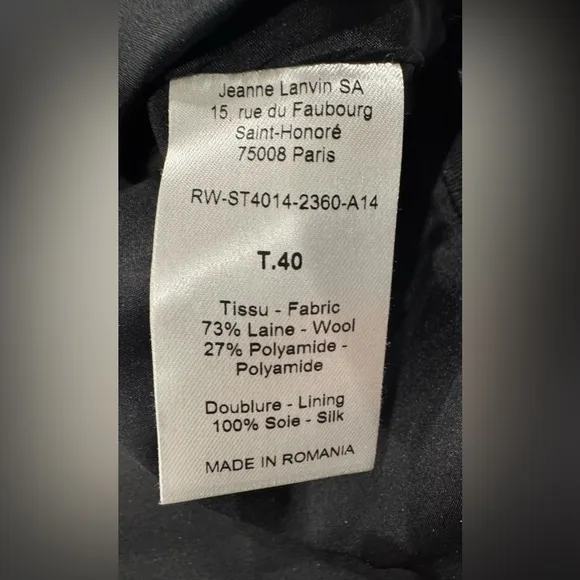 Jeanne Lanvin SA
15, rue du Faubourg
Saint-Honoré
75008 Paris
RW-ST4014-2360-A14
T.40
Tissu - Fabric
73% Laine - Wool
27% Polyamide -
Polyamide
Doublure - Lining
100% Soie - Silk
MADE IN ROMANIA